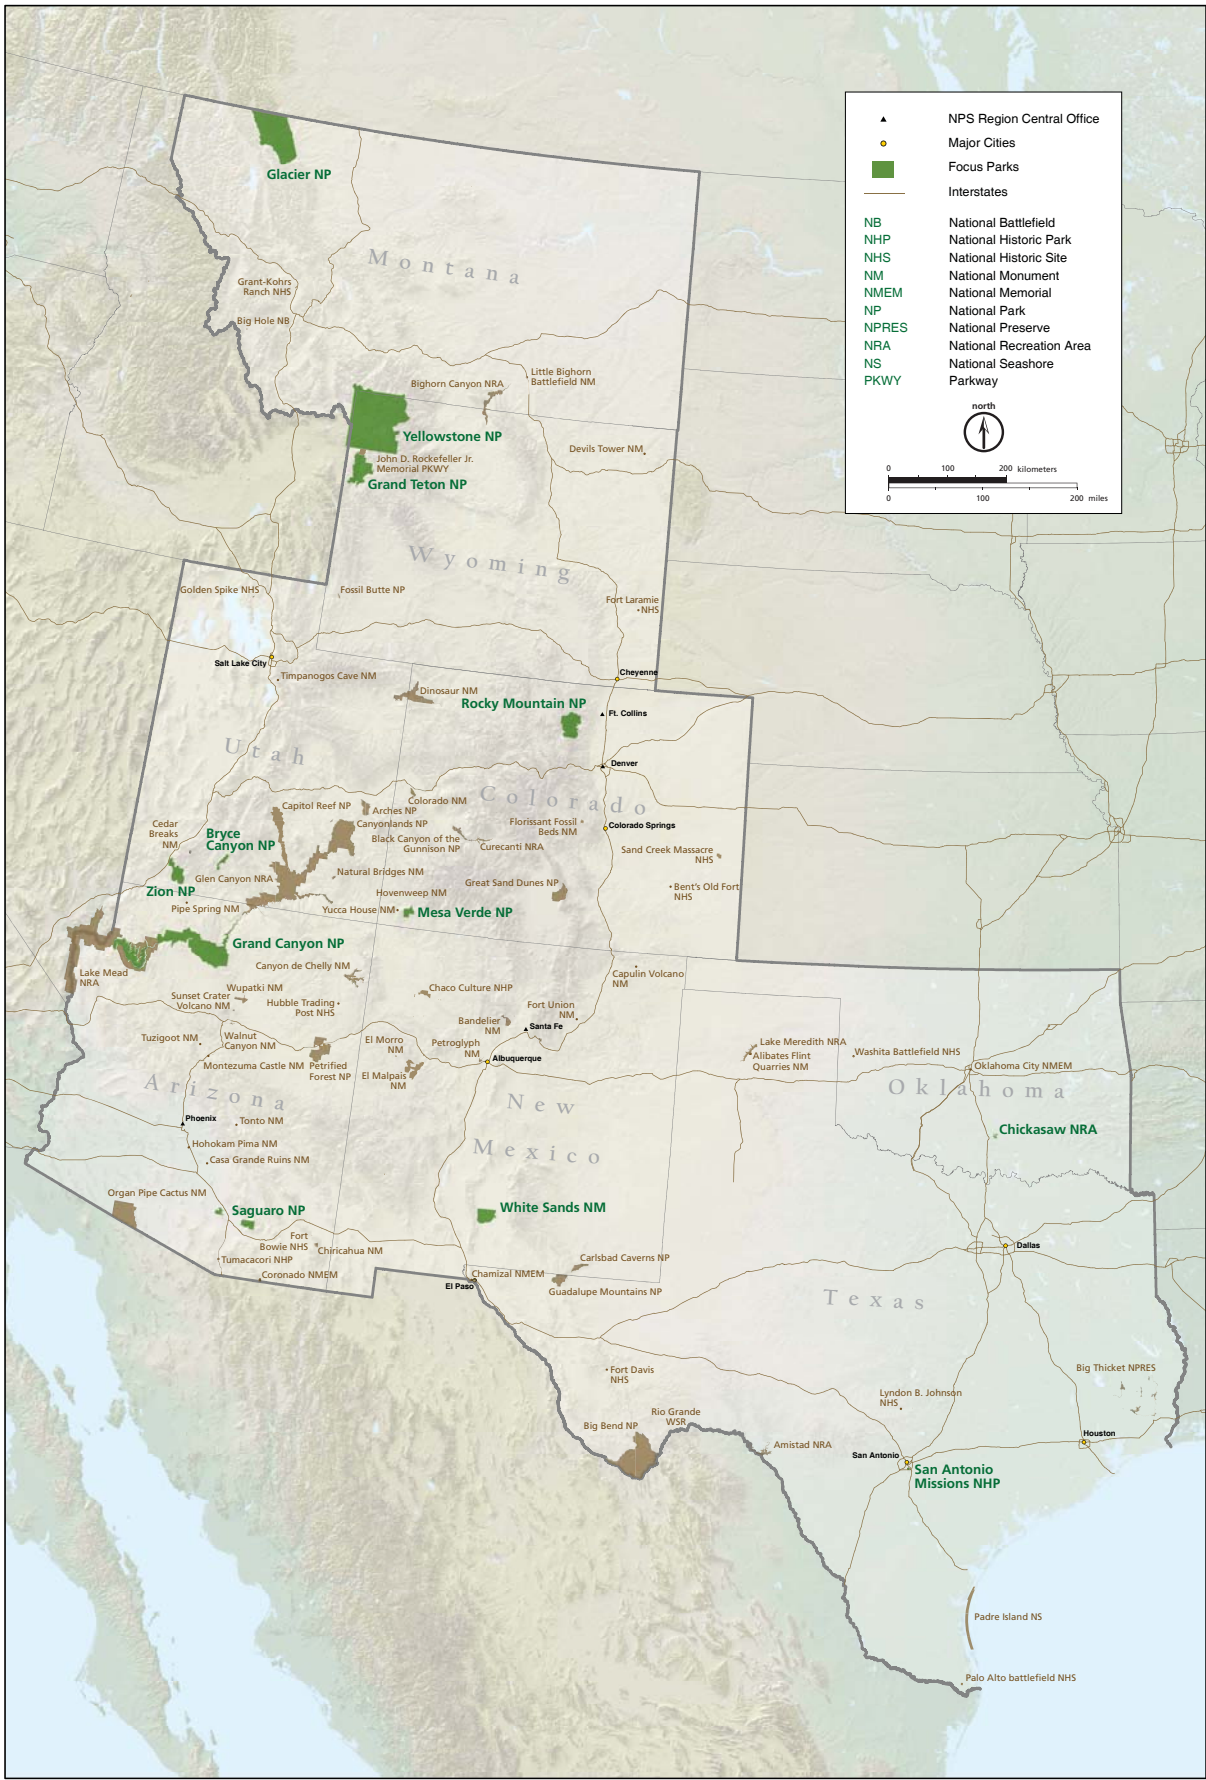 NPS Region Central Office
Major Cities
Focus Parks
Interstates
NB National Battlefield
NHP National Historic Park
NHS National Historic Site
NM National Monument
NMEM National Memorial
NP National Park
NPRES National Preserve
NRA National Recreation Area
NS National Seashore
PKWY Parkway
north
0 100 200 kilometers
0 100 200 miles
Glacier NP
Montana
Grant-Kohrs
Ranch NHS
Big Hole NB
Little Bighorn
Battlefield NM
Bighorn Canyon NRA
Yellowstone NP
Devils Tower NM
John D. Rockefeller Jr.
Memorial PKWY
Grand Teton NP
Wyoming
Golden Spike NHS
Fossil Butte NP
Fort Laramie
NHS
Salt Lake City
Timpanogos Cave NM
Cheyenne
Dinosaur NM
Rocky Mountain NP
Ft. Collins
Utah
Denver
Colorado
Capitol Reef NP
Arches NP
Colorado NM
Cedar
Breaks
NM
Bryce
Canyon NP
Canyonlands NP
Black Canyon of the
Gunnison NP
Curecanti NRA
Florissant Fossil
Beds NM
Colorado Springs
Sand Creek Massacre
NHS
Zion NP
Glen Canyon NRA
Natural Bridges NM
Hovenweep NM
Great Sand Dunes NP
Bent's Old Fort
NHS
Pipe Spring NM
Yucca House NM
Mesa Verde NP
Grand Canyon NP
Lake Mead
NRA
Canyon de Chelly NM
Capulin Volcano
NM
Wupatki NM
Sunset Crater
Volcano NM
Hubble Trading
Post NHS
Chaco Culture NHP
Fort Union
NM
Bandelier
NM
Santa Fe
Tuzigoot NM
Walnut
Canyon NM
El Morro
NM
Petroglyph
NM
Albuquerque
Montezuma Castle NM
Petrified
Forest NP
El Malpais
NM
Lake Meredith NRA
Alibates Flint
Quarries NM
Washita Battlefield NHS
Oklahoma City NMEM
Arizona
New
Mexico
Oklahoma
Phoenix
Tonto NM
Chickasaw NRA
Hohokam Pima NM
Casa Grande Ruins NM
Organ Pipe Cactus NM
Saguaro NP
White Sands NM
Fort
Bowie NHS
Chiricahua NM
Tumacacori NHP
Coronado NMEM
Carlsbad Caverns NP
Chamizal NMEM
El Paso
Guadalupe Mountains NP
Dallas
Texas
Fort Davis
NHS
Big Thicket NPRES
Lyndon B. Johnson
NHS
Big Bend NP
Rio Grande
WSR
Amistad NRA
Houston
San Antonio
San Antonio
Missions NHP
Padre Island NS
Palo Alto battlefield NHS